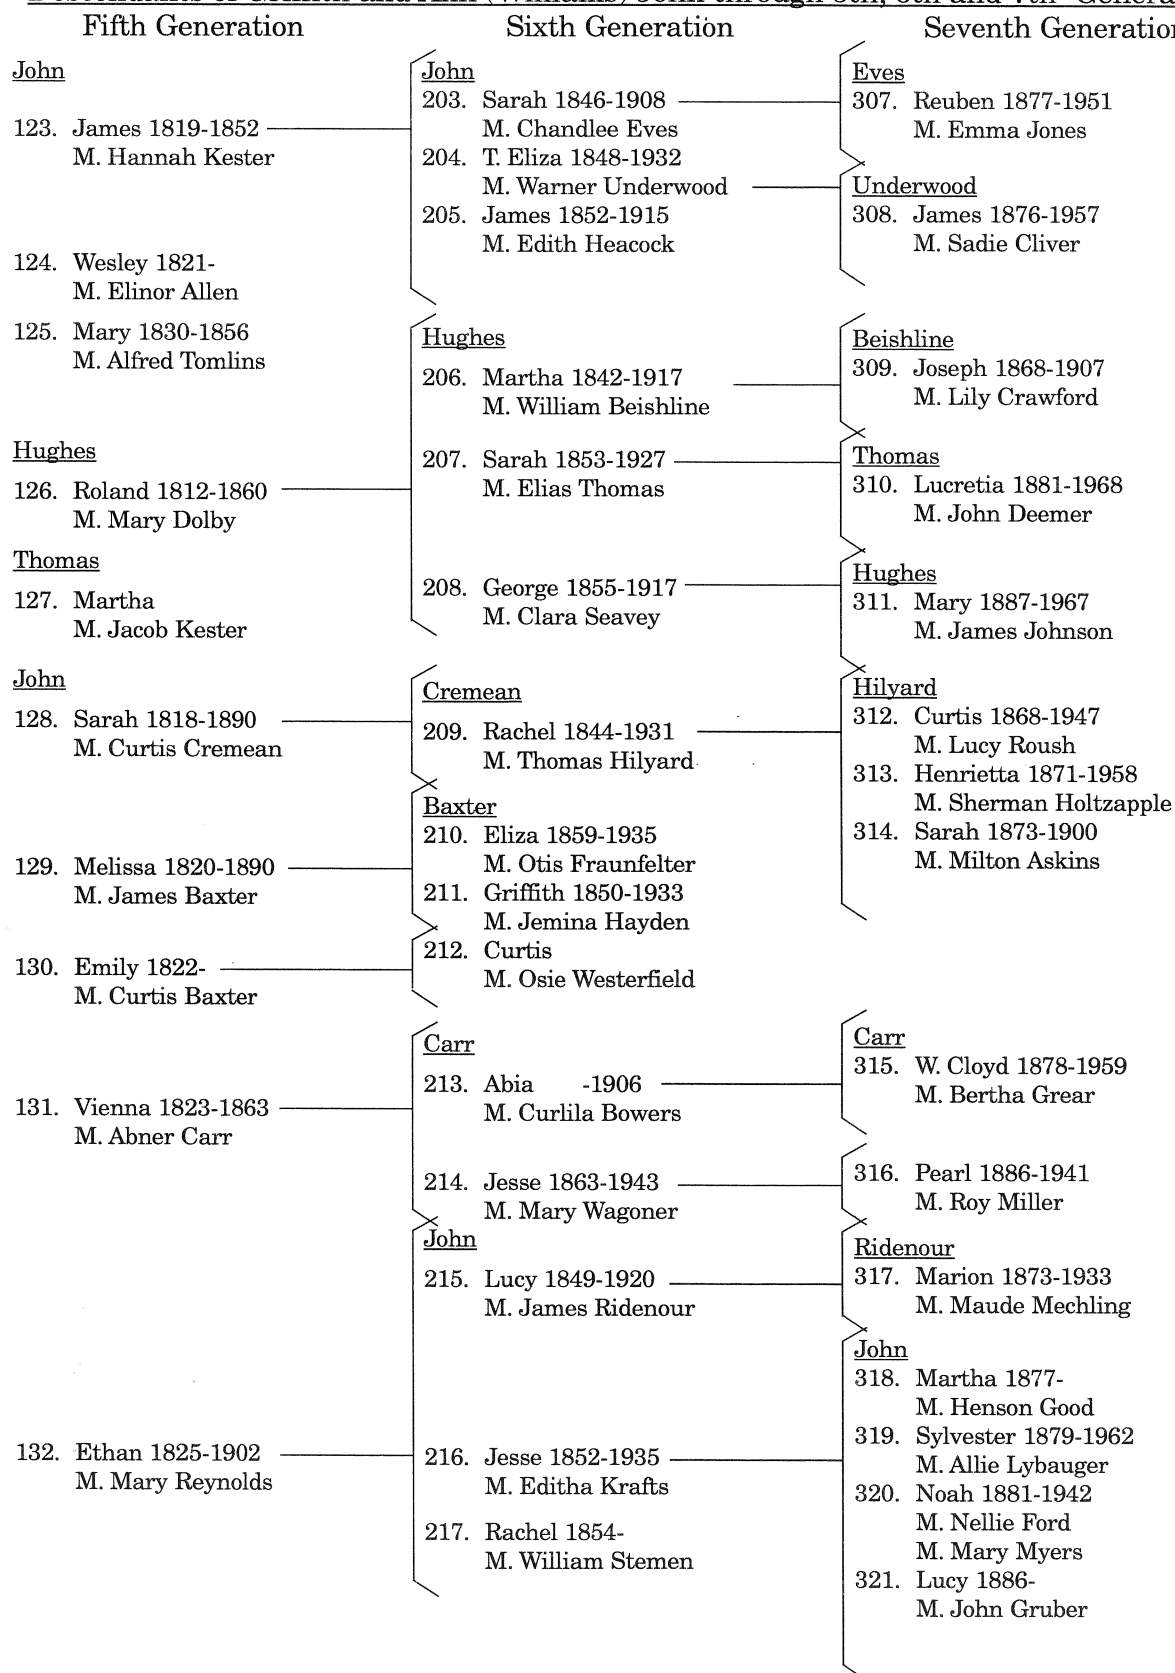 Fifth Generation
Sixth Generation
Seventh Generation
John
123. James 1819-1852
M. Hannah Kester
124. Wesley 1821-
M. Elinor Allen
125. Mary 1830-1856
M. Alfred Tomlins
Hughes
126. Roland 1812-1860
M. Mary Dolby
Thomas
127. Martha
M. Jacob Kester
John
128. Sarah 1818-1890
M. Curtis Cremean
129. Melissa 1820-1890
M. James Baxter
130. Emily 1822-
M. Curtis Baxter
131. Vienna 1823-1863
M. Abner Carr
132. Ethan 1825-1902
M. Mary Reynolds
John
203. Sarah 1846-1908
M. Chandlee Eves
204. T. Eliza 1848-1932
M. Warner Underwood
205. James 1852-1915
M. Edith Heacock
Hughes
206. Martha 1842-1917
M. William Beishline
207. Sarah 1853-1927
M. Elias Thomas
208. George 1855-1917
M. Clara Seavey
Cremean
209. Rachel 1844-1931
M. Thomas Hilyard
Baxter
210. Eliza 1859-1935
M. Otis Fraunfelter
211. Griffith 1850-1933
M. Jemina Hayden
212. Curtis
M. Osie Westerfield
Carr
213. Abia -1906
M. Curlila Bowers
214. Jesse 1863-1943
M. Mary Wagoner
John
215. Lucy 1849-1920
M. James Ridenour
216. Jesse 1852-1935
M. Editha Krafts
217. Rachel 1854-
M. William Stemen
Eves
307. Reuben 1877-1951
M. Emma Jones
Underwood
308. James 1876-1957
M. Sadie Cliver
Beishline
309. Joseph 1868-1907
M. Lily Crawford
Thomas
310. Lucretia 1881-1968
M. John Deemer
Hughes
311. Mary 1887-1967
M. James Johnson
Hilyard
312. Curtis 1868-1947
M. Lucy Roush
313. Henrietta 1871-1958
M. Sherman Holtzapple
314. Sarah 1873-1900
M. Milton Askins
Carr
315. W. Cloyd 1878-1959
M. Bertha Grear
316. Pearl 1886-1941
M. Roy Miller
Ridenour
317. Marion 1873-1933
M. Maude Mechling
John
318. Martha 1877-
M. Henson Good
319. Sylvester 1879-1962
M. Allie Lybauger
320. Noah 1881-1942
M. Nellie Ford
M. Mary Myers
321. Lucy 1886-
M. John Gruber